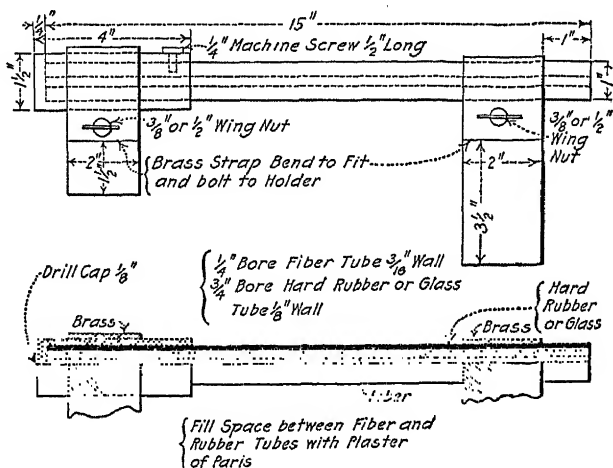 1/4" 15"
4" 1/4" Machine Screw 1/2" Long 1"
1 1/2" 1"
3/8" or 1/2" Wing Nut
3/8" or 1/2" Wing Nut
2" Brass Strap Bend to Fit 2"
1 1/2" and bolt to Holder
3 1/2"
Drill Cap 1/8"
1/4" Bore Fiber Tube 3/16" Wall
3/4" Bore Hard Rubber or Glass
Tube 1/8" Wall
Hard
Rubber
or Glass
Brass
Brass
Fill Space between Fiber and
Rubber Tubes with Plaster
of Paris